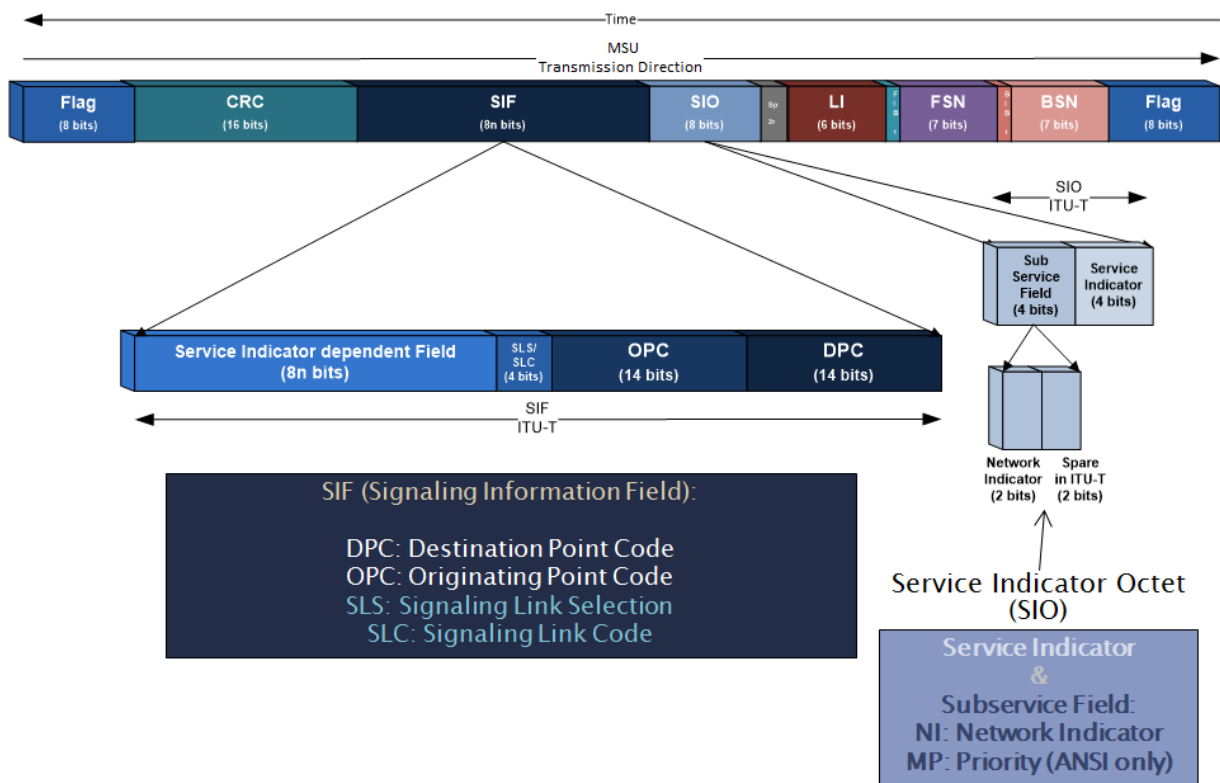 Time
MSU
Transmission Direction
Flag
(8 bits)
CRC
(16 bits)
SIF
(8n bits)
SIO
(8 bits)
Sp
2b
LI
(6 bits)
F
I
B
1
FSN
(7 bits)
B
I
B
1
BSN
(7 bits)
Flag
(8 bits)
SIO
ITU-T
Sub
Service
Field
(4 bits)
Service
Indicator
(4 bits)
Service Indicator dependent Field
(8n bits)
SLS/
SLC
(4 bits)
OPC
(14 bits)
DPC
(14 bits)
SIF
ITU-T
Network
Indicator
(2 bits)
Spare
in ITU-T
(2 bits)
SIF (Signaling Information Field):
DPC: Destination Point Code
OPC: Originating Point Code
SLS: Signaling Link Selection
SLC: Signaling Link Code
Service Indicator Octet
(SIO)
Service Indicator
&
Subservice Field:
NI: Network Indicator
MP: Priority (ANSI only)